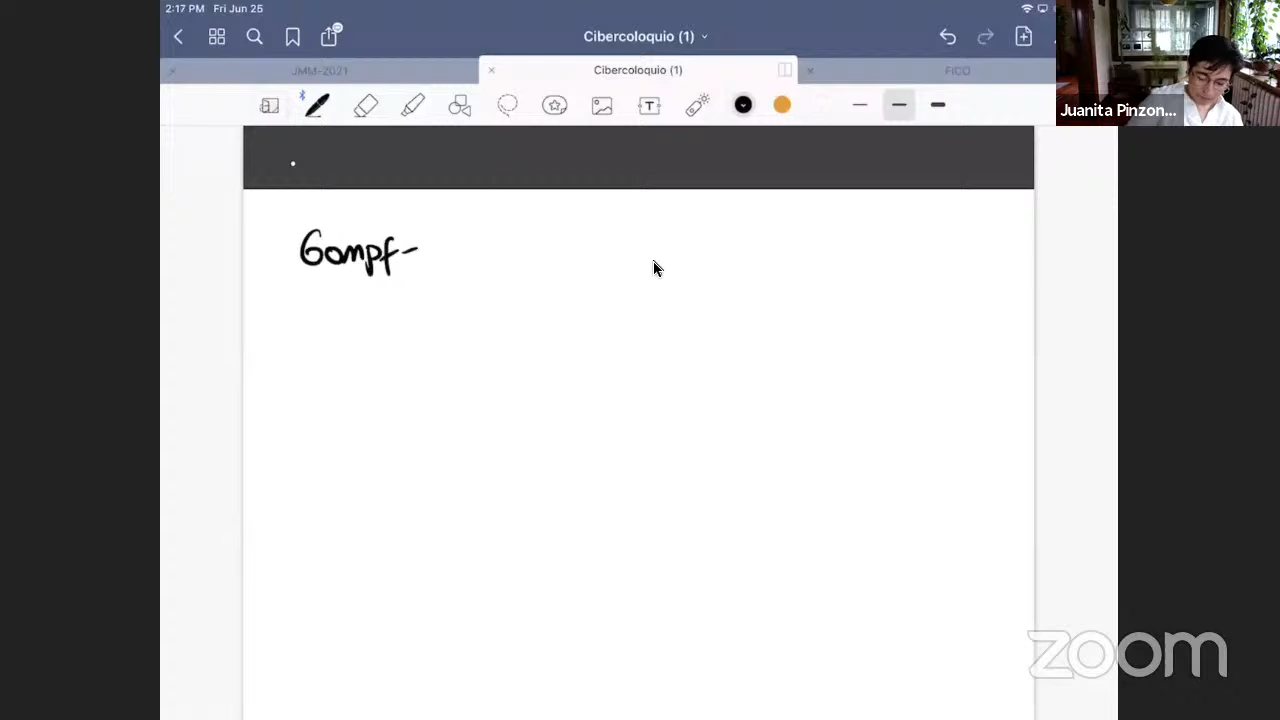 2:17 PM Fri Jun 25
Cibercoloquio (1)
JMM-2021
Cibercoloquio (1)
FICO
T
Juanita Pinzon...
Gompf-
zoom